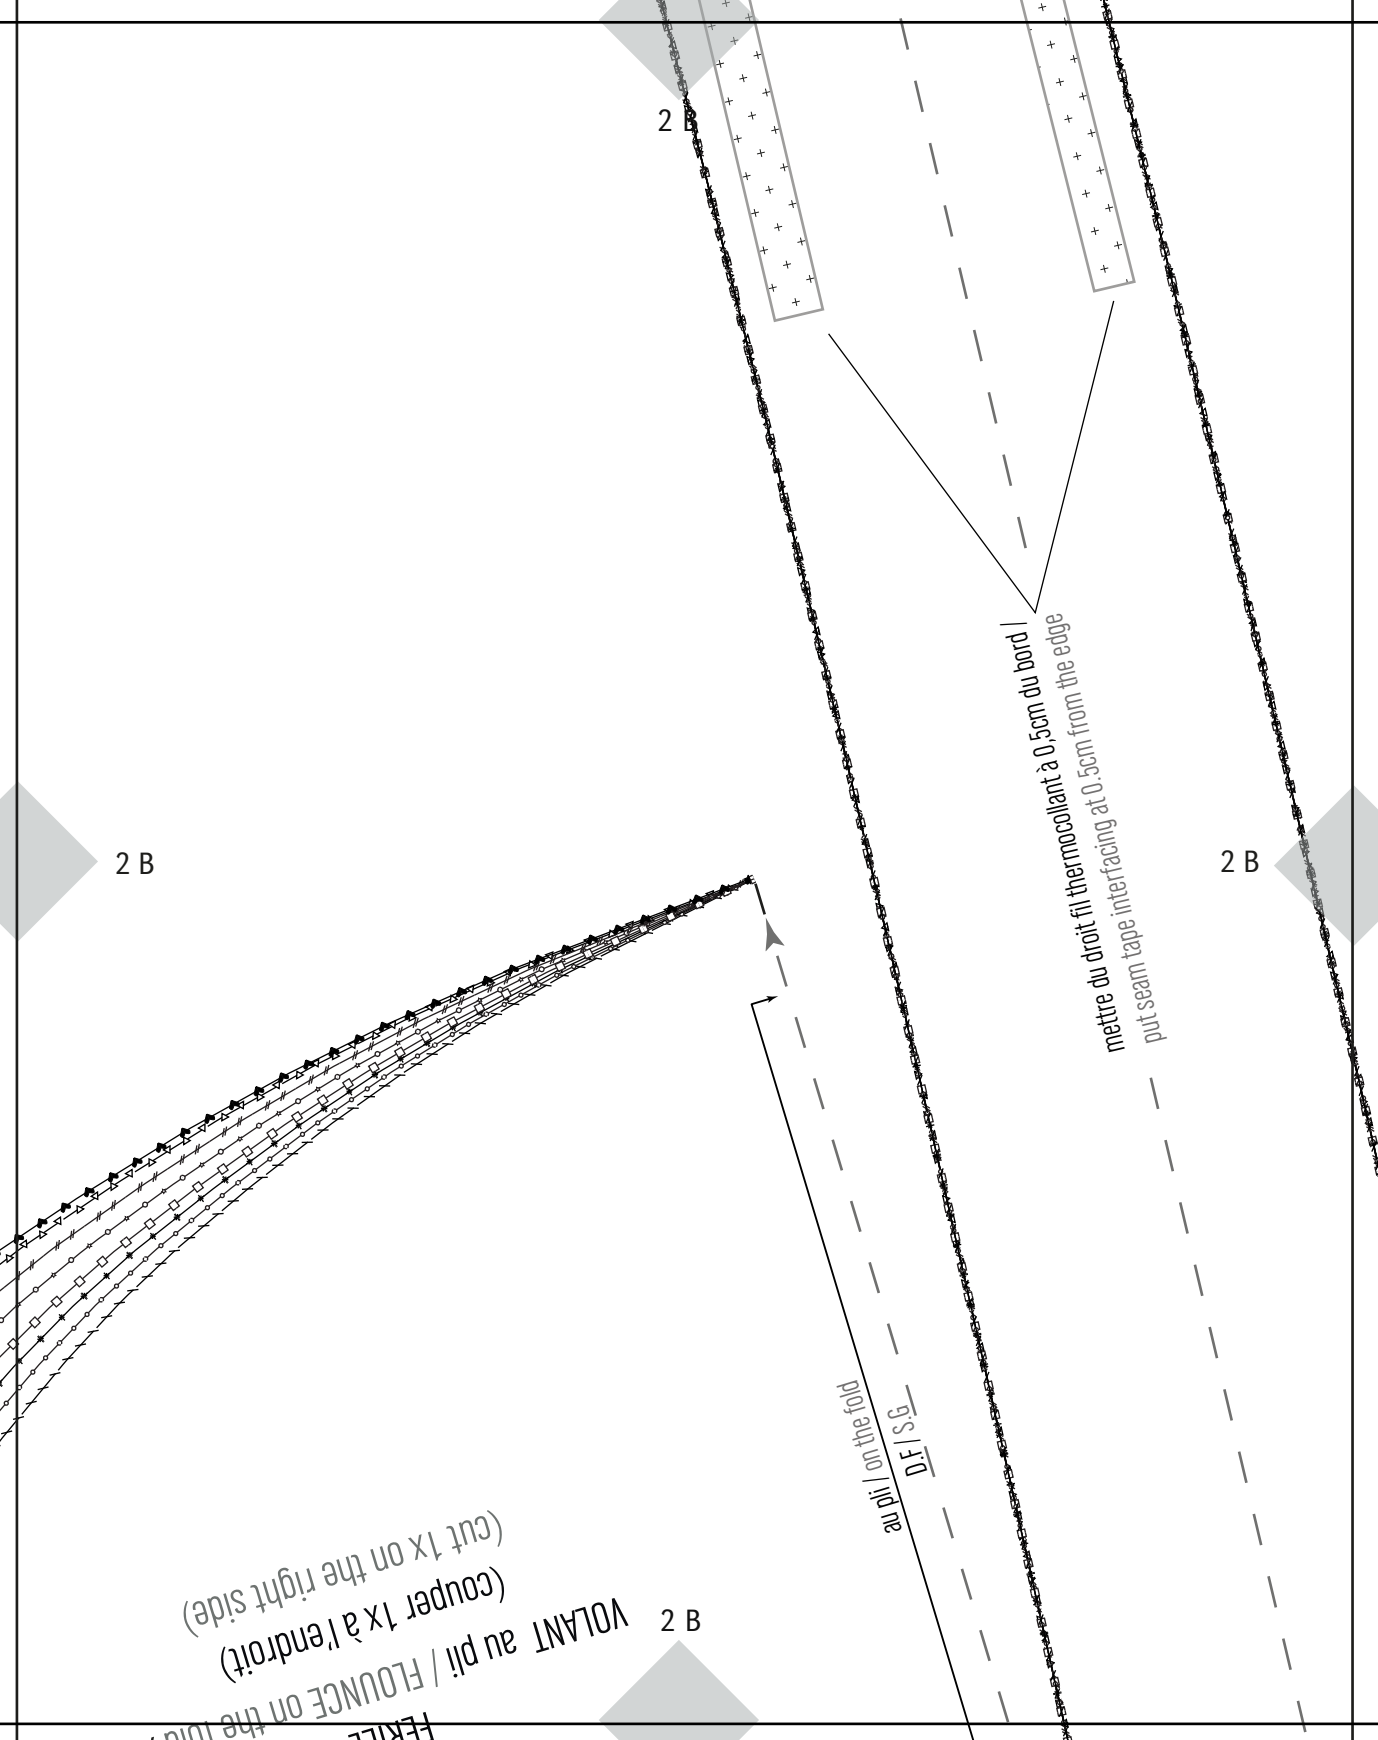 2 B
mettre du droit fil thermocollant à 0,5cm du bord /
put seam tape interfacing at 0.5cm from the edge
2 B
2 B
au pli / on the fold
D.F / S.G
2 B
VOLANT au pli / FLOUNCE on the
(couper 1x à l'endroit)
(cut 1x on the right side)